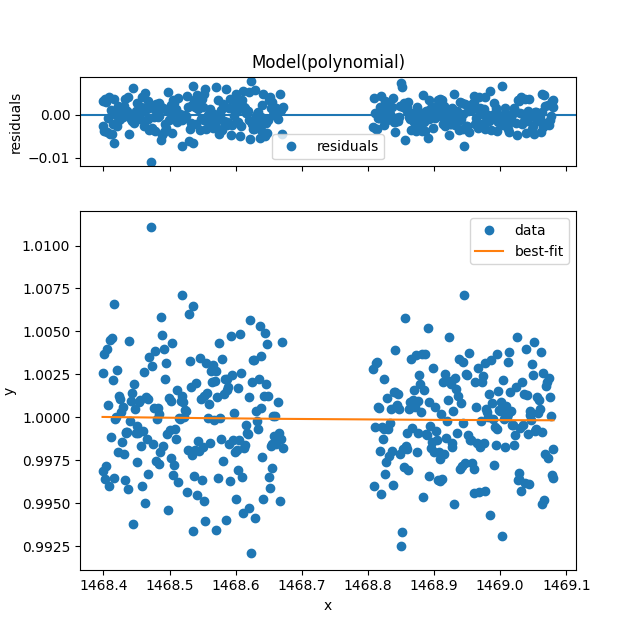 Model(polynomial)
residuals
0.00
−0.01
residuals
data
best-fit
y
1.0100
1.0075
1.0050
1.0025
1.0000
0.9975
0.9950
0.9925
1468.4 1468.5 1468.6 1468.7 1468.8 1468.9 1469.0 1469.1
x